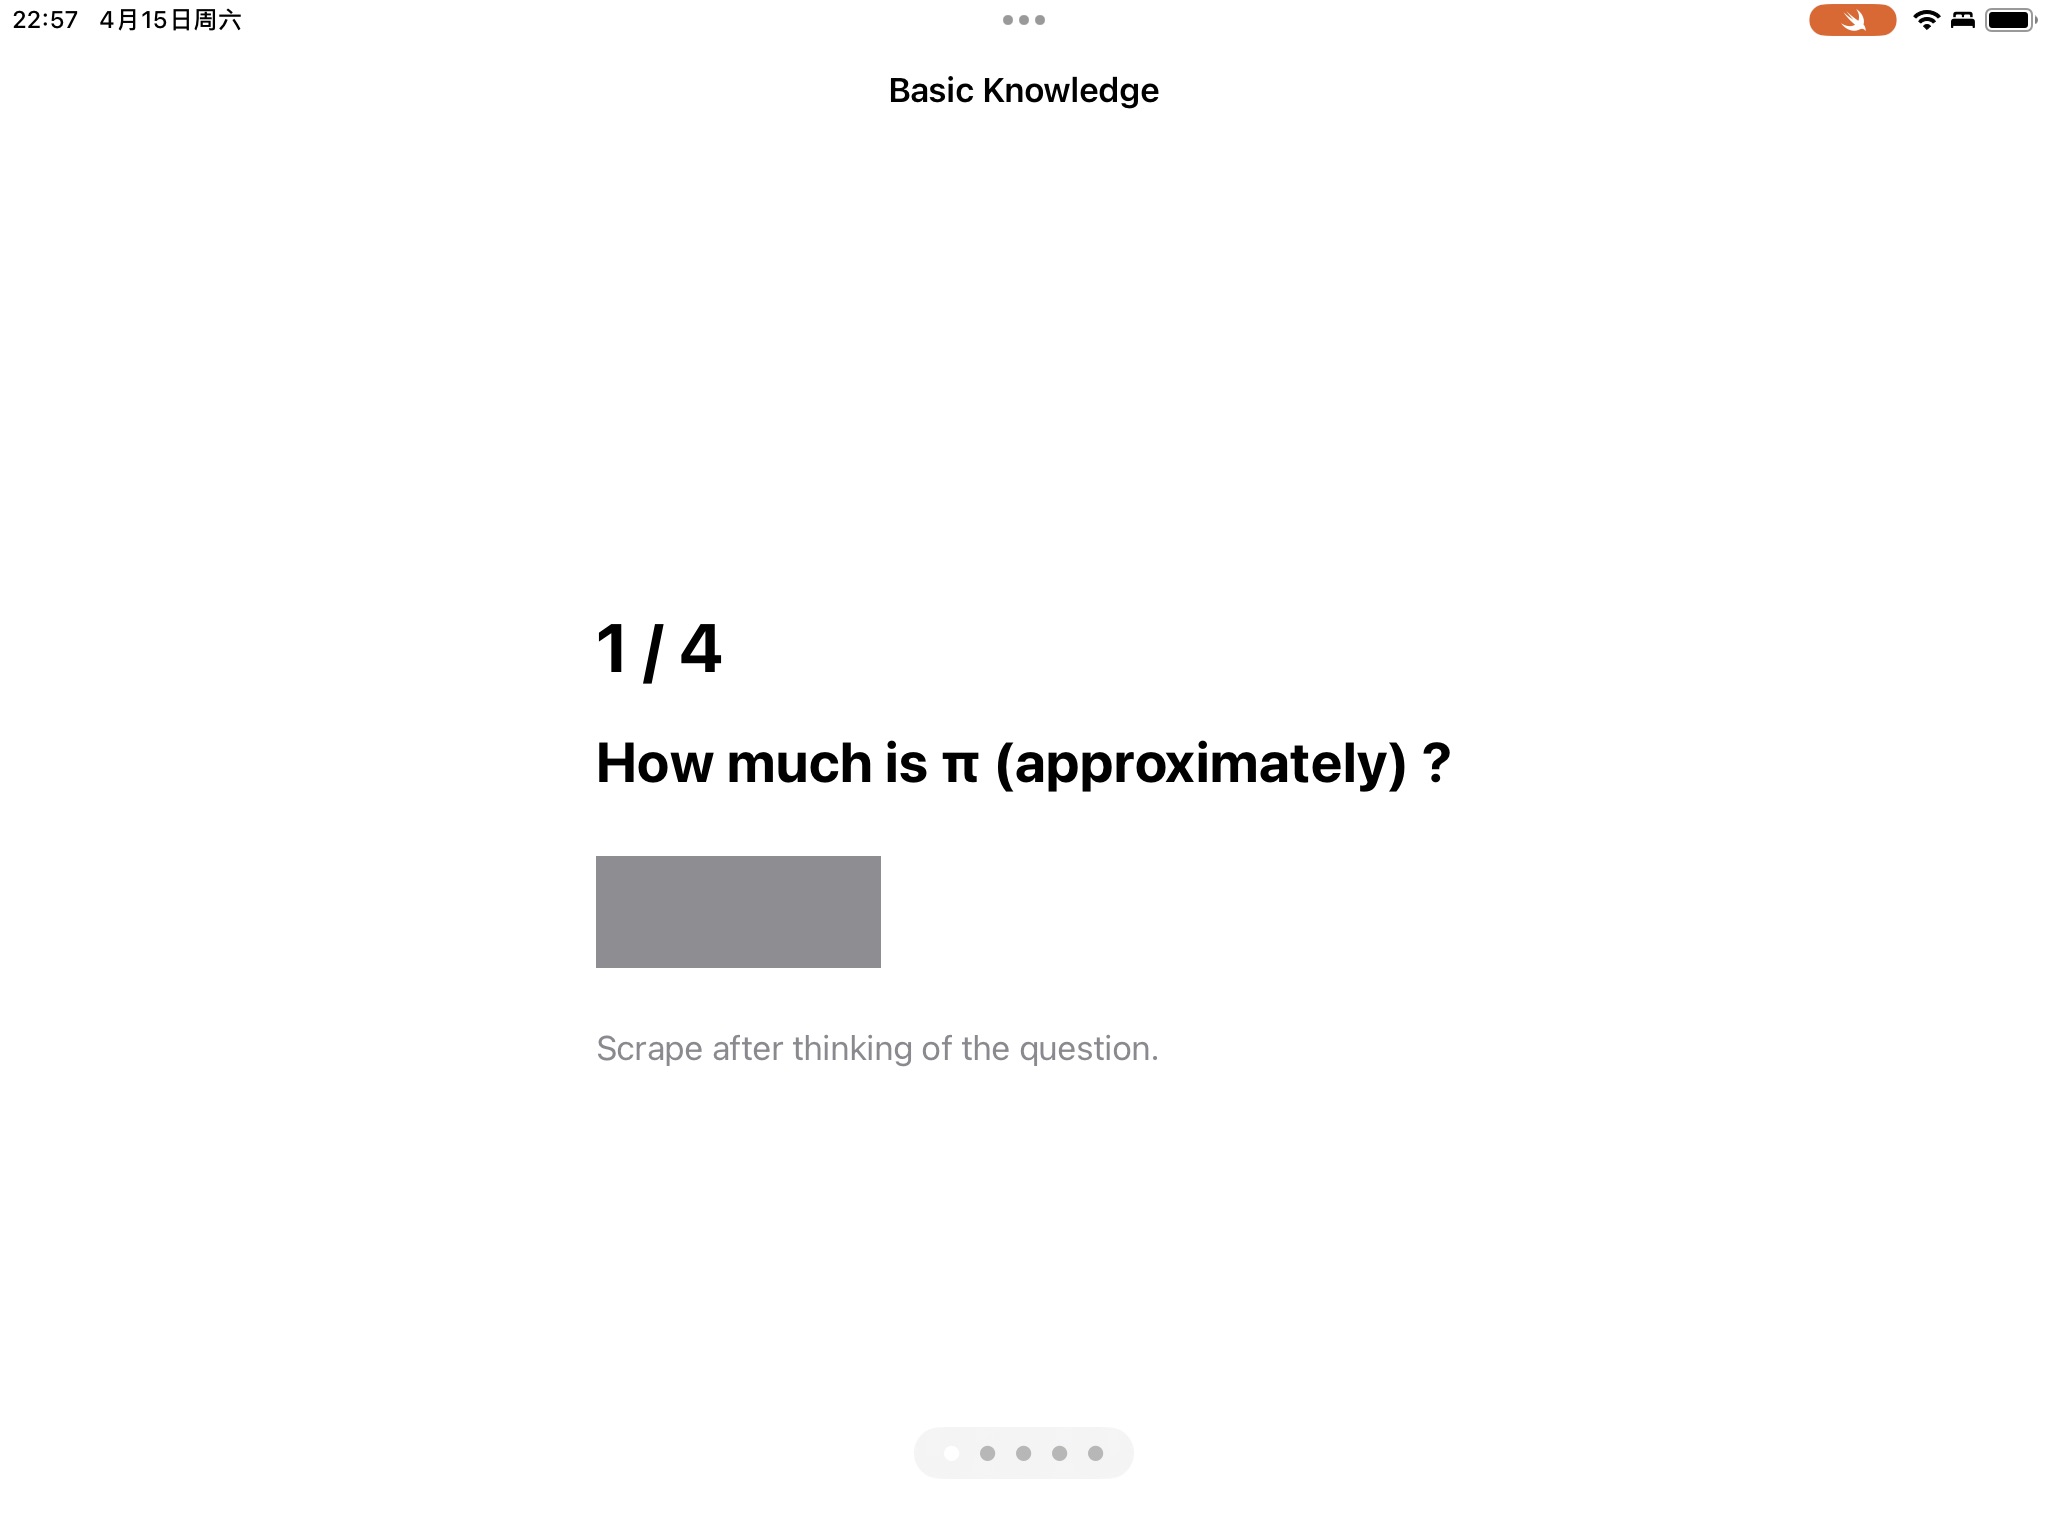 22:57 4月15日周六
Basic Knowledge
1 / 4
How much is π (approximately) ?
Scrape after thinking of the question.